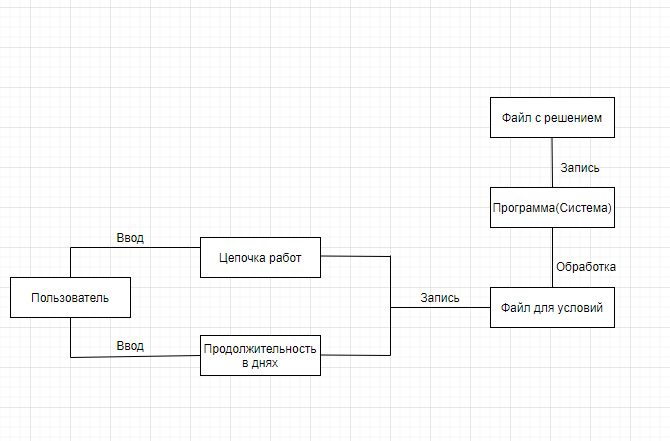 Файл с решением
Запись
Программа(Система)
Ввод
Цепочка работ
Обработка
Пользователь
Запись
Файл для условий
Ввод
Продолжительность
в днях